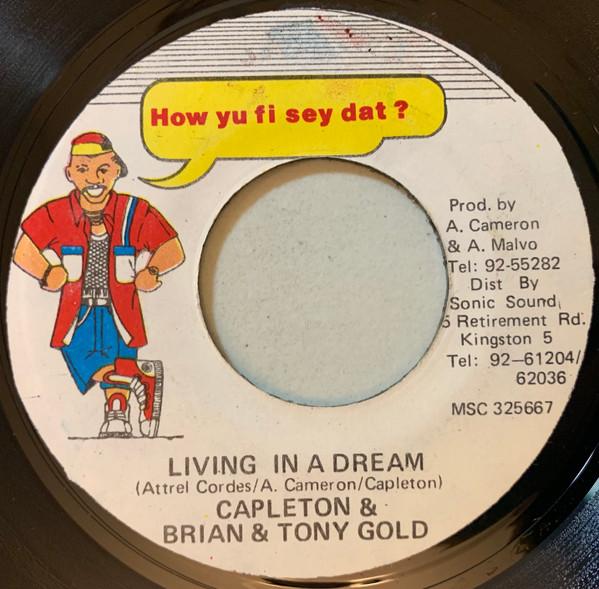 How yu fi sey dat ?
Prod. by
A. Cameron
& A. Malvo
Tel: 92-55282
Dist By
Sonic Sound
5 Retirement Rd.
Kingston 5
Tel: 92-61204/
62036
MSC 325667
LIVING IN A DREAM
(Attrel Cordes/A. Cameron/Capleton)
CAPLETON &
BRIAN & TONY GOLD